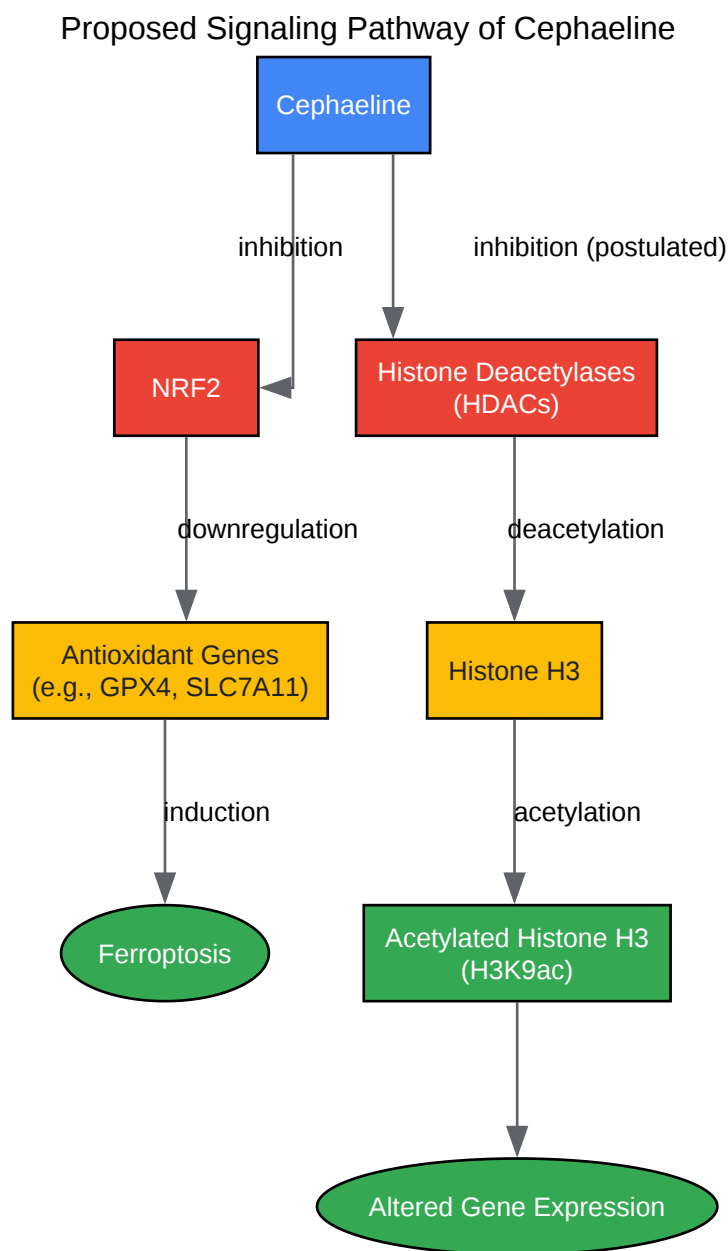 Proposed Signaling Pathway of Cephaeline
Cephaeline
inhibition
inhibition (postulated)
NRF2
Histone Deacetylases
(HDACs)
downregulation
deacetylation
Antioxidant Genes
(e.g., GPX4, SLC7A11)
Histone H3
induction
acetylation
Ferroptosis
Acetylated Histone H3
(H3K9ac)
Altered Gene Expression